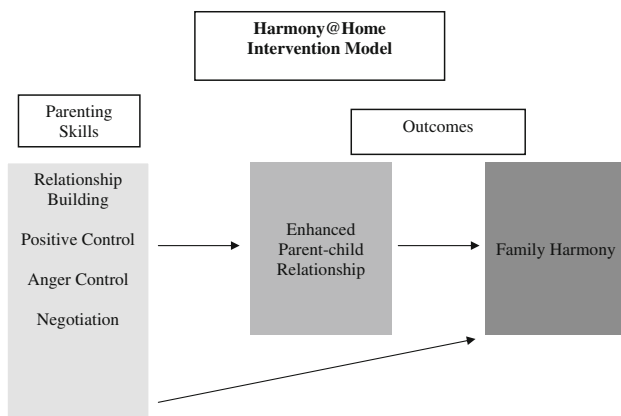 Harmony@Home
Intervention Model
Parenting
Skills
Outcomes
Relationship
Building
Positive Control
Anger Control
Negotiation
Enhanced
Parent-child
Relationship
Family Harmony